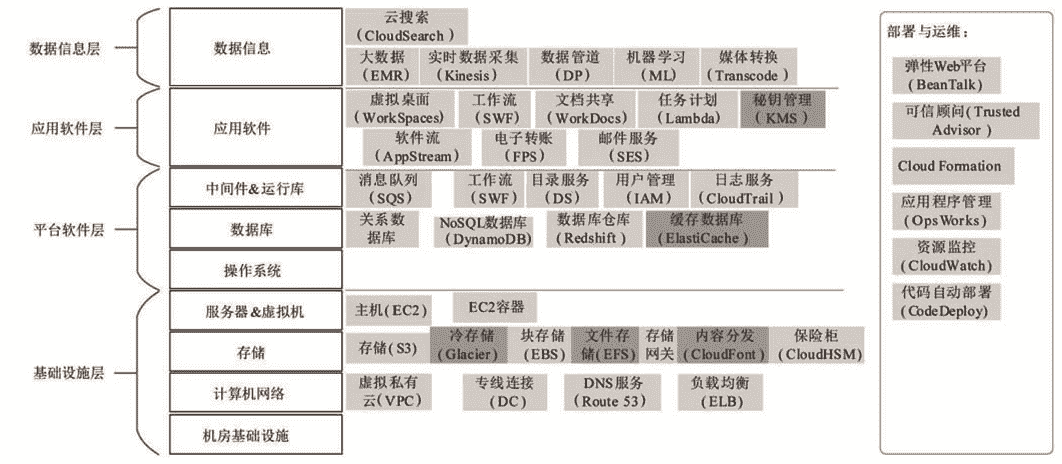 数据信息层
数据信息
云搜索
(CloudSearch)
大数据
(EMR)
实时数据采集
(Kinesis)
数据管道
(DP)
机器学习
(ML)
媒体转换
(Transcode)
应用软件层
应用软件
虚拟桌面
(WorkSpaces)
工作流
(SWF)
文档共享
(WorkDocs)
任务计划
(Lambda)
秘钥管理
(KMS)
软件流
(AppStream)
电子转账
(FPS)
邮件服务
(SES)
平台软件层
中间件&运行库
消息队列
(SQS)
工作流
(SWF)
目录服务
(DS)
用户管理
(IAM)
日志服务
(CloudTrail)
数据库
关系数
据库
NoSQL数据库
(DynamoDB)
数据库仓库
(Redshift)
缓存数据库
(ElastiCache)
操作系统
基础设施层
服务器&虚拟机
主机(EC2)
EC2容器
存储
存储(S3)
冷存储
(Glacier)
块存储
(EBS)
文件存
储(EFS)
存储
网关
内容分发
(CloudFont)
保险柜
(CloudHSM)
计算机网络
虚拟私有
云(VPC)
专线连接
(DC)
DNS服务
(Route 53)
负载均衡
(ELB)
机房基础设施
部署与运维：
弹性Web平台
(BeanTalk)
可信顾问(Trusted
Advisor)
Cloud Formation
应用程序管理
(OpsWorks)
资源监控
(CloudWatch)
代码自动部署
(CodeDeploy)